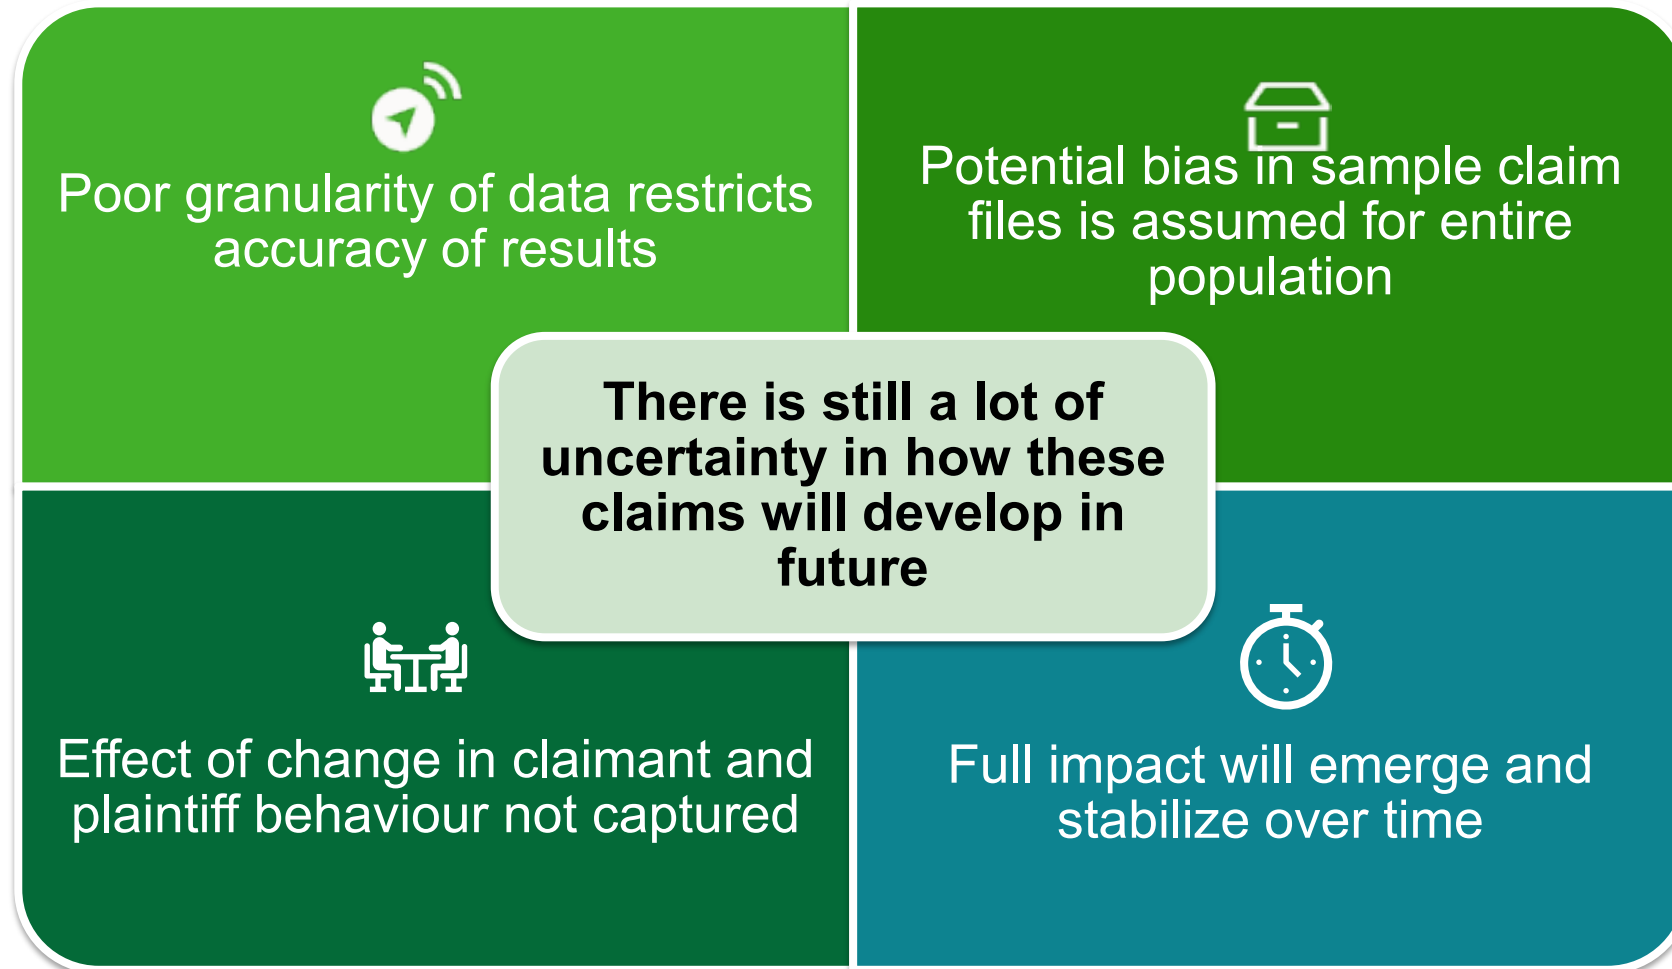 Poor granularity of data restricts
accuracy of results
Potential bias in sample claim
files is assumed for entire
population
There is still a lot of
uncertainty in how these
claims will develop in
future
Effect of change in claimant and
plaintiff behaviour not captured
Full impact will emerge and
stabilize over time